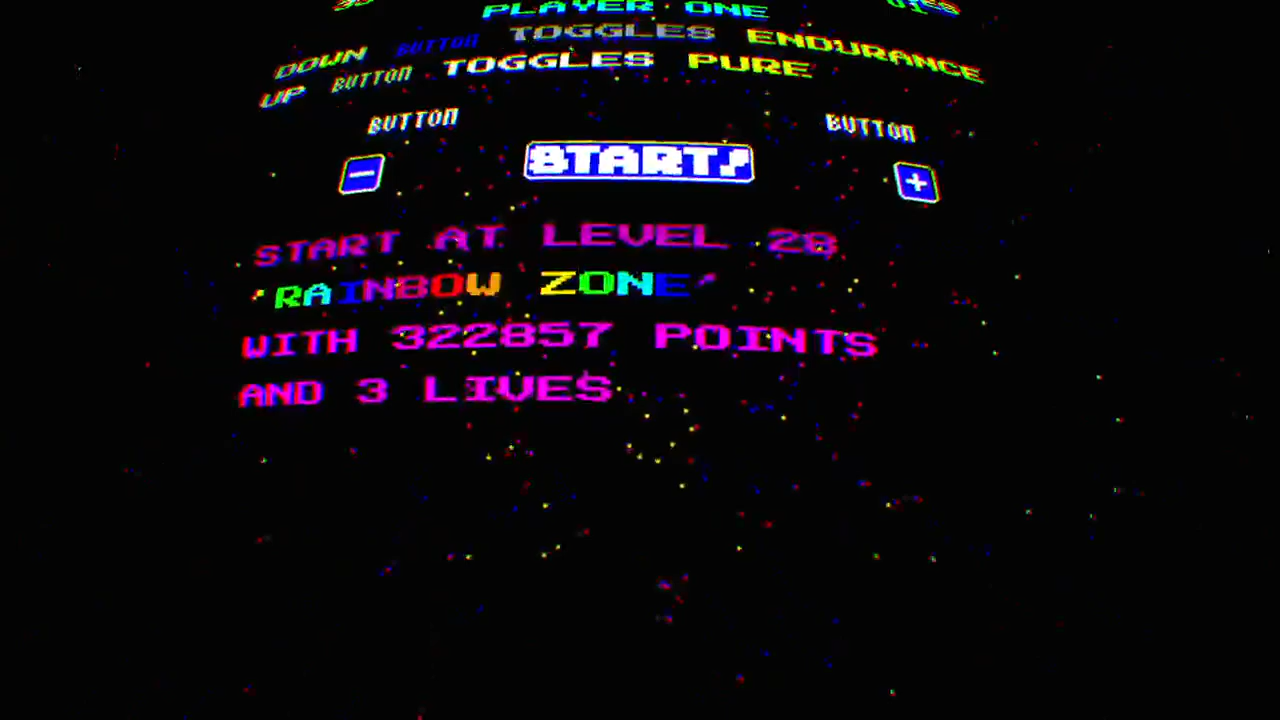 PLAYER ONE
DOWN BUTTON TOGGLES ENDURANCE
UP BUTTON TOGGLES PURE
BUTTON BUTTON
- START! +
START AT LEVEL 28
'RAINBOW ZONE'
WITH 322857 POINTS
AND 3 LIVES